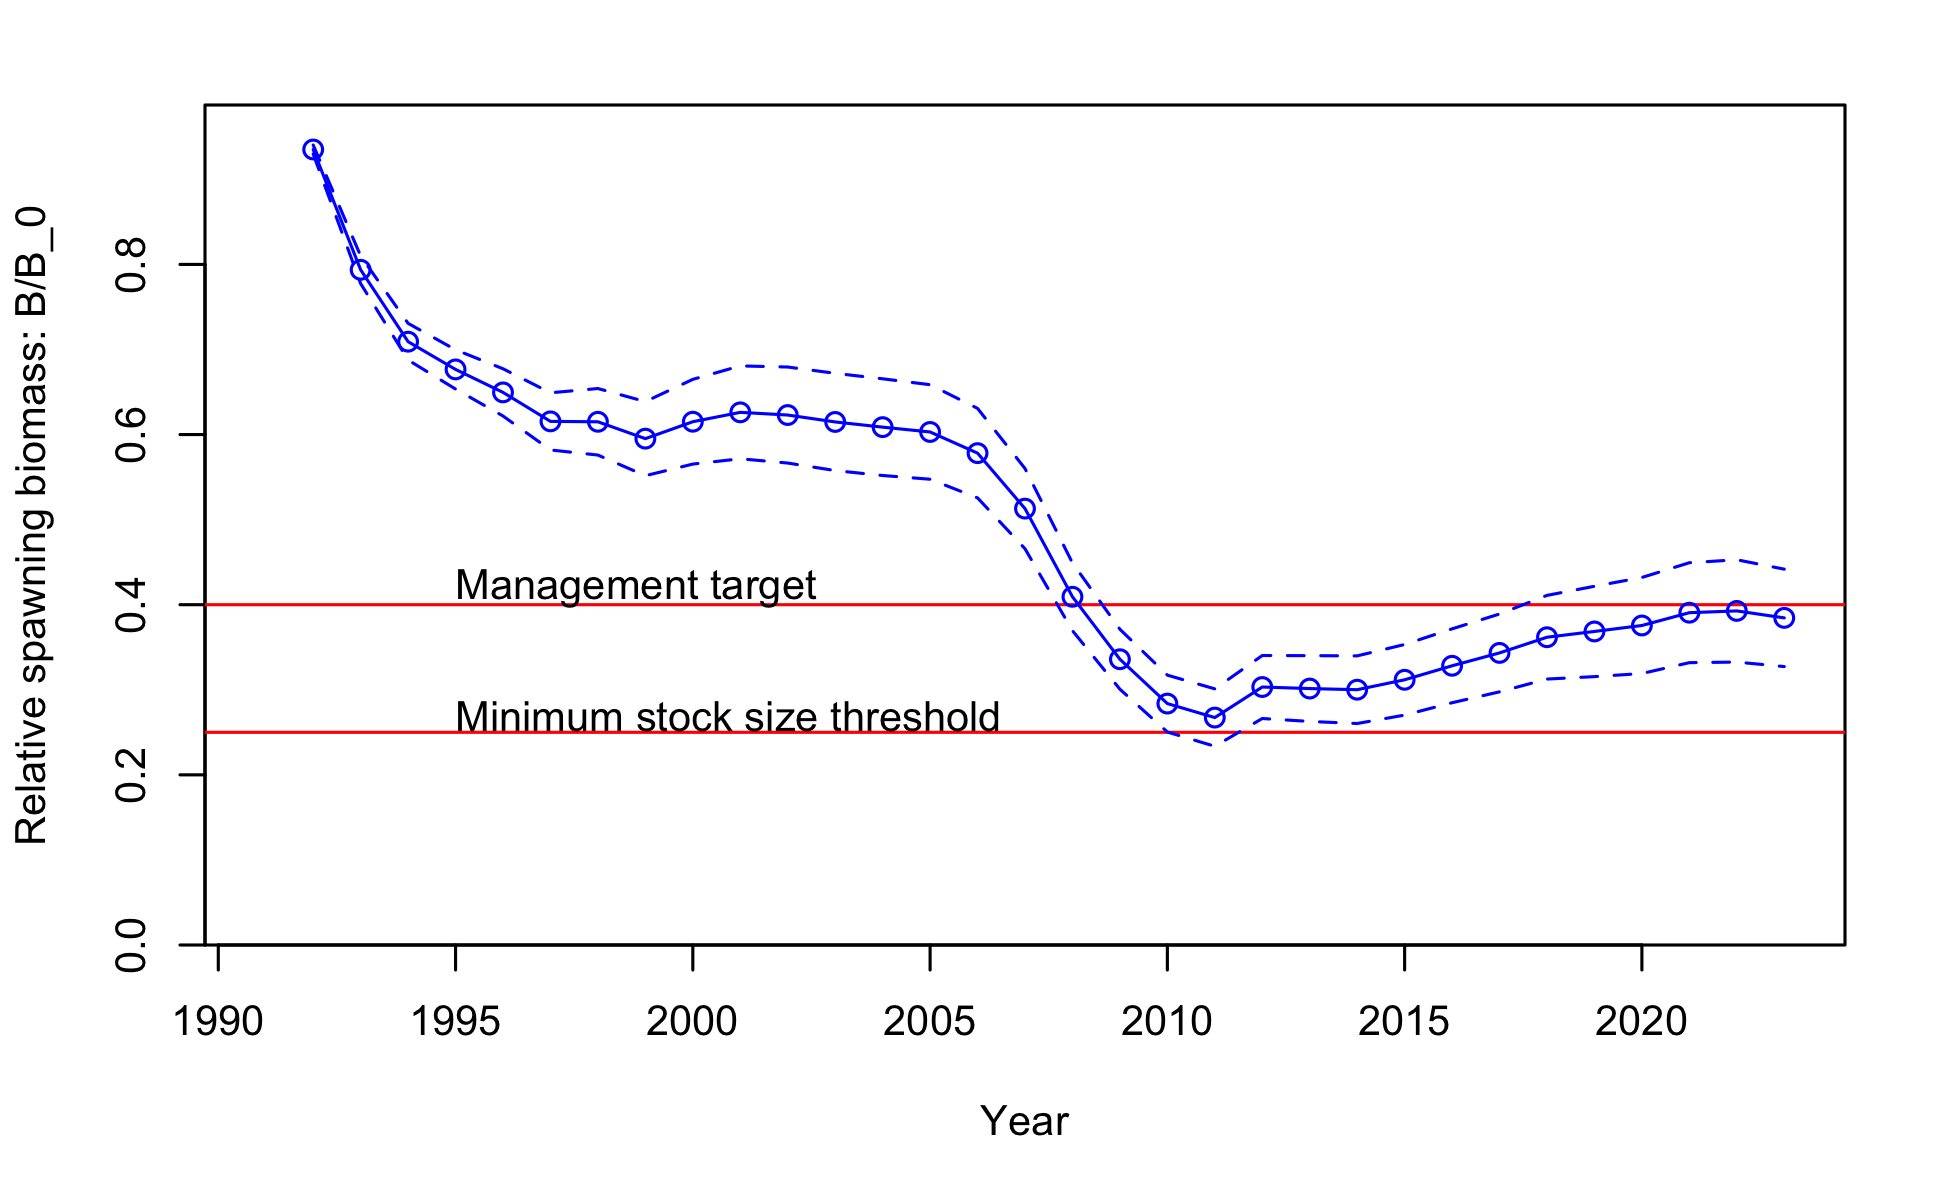 Relative spawning biomass: B/B_0
0.8
0.6
0.4
0.2
0.0
Management target
Minimum stock size threshold
1990 1995 2000 2005 2010 2015 2020
Year